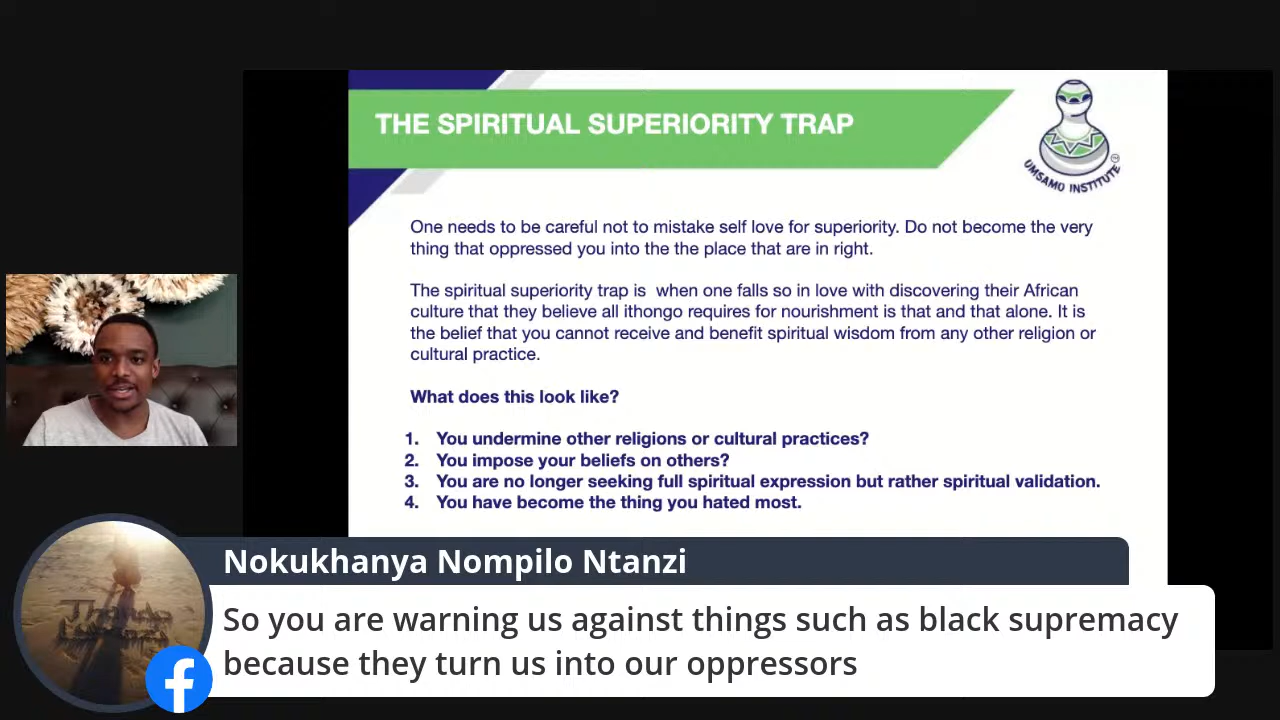 THE SPIRITUAL SUPERIORITY TRAP
UMSAMO INSTITUTE
One needs to be careful not to mistake self love for superiority. Do not become the very
thing that oppressed you into the the place that are in right.
The spiritual superiority trap is when one falls so in love with discovering their African
culture that they believe all ithongo requires for nourishment is that and that alone. It is
the belief that you cannot receive and benefit spiritual wisdom from any other religion or
cultural practice.
What does this look like?
1. You undermine other religions or cultural practices?
2. You impose your beliefs on others?
3. You are no longer seeking full spiritual expression but rather spiritual validation.
4. You have become the thing you hated most.
Nokukhanya Nompilo Ntanzi
So you are warning us against things such as black supremacy
because they turn us into our oppressors